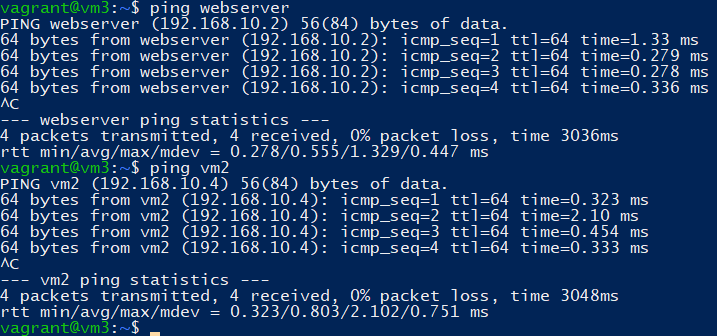 vagrant@vm3:~$ ping webserver
PING webserver (192.168.10.2) 56(84) bytes of data.
64 bytes from webserver (192.168.10.2): icmp_seq=1 ttl=64 time=1.33 ms
64 bytes from webserver (192.168.10.2): icmp_seq=2 ttl=64 time=0.279 ms
64 bytes from webserver (192.168.10.2): icmp_seq=3 ttl=64 time=0.278 ms
64 bytes from webserver (192.168.10.2): icmp_seq=4 ttl=64 time=0.336 ms
^C
--- webserver ping statistics ---
4 packets transmitted, 4 received, 0% packet loss, time 3036ms
rtt min/avg/max/mdev = 0.278/0.555/1.329/0.447 ms
vagrant@vm3:~$ ping vm2
PING vm2 (192.168.10.4) 56(84) bytes of data.
64 bytes from vm2 (192.168.10.4): icmp_seq=1 ttl=64 time=0.323 ms
64 bytes from vm2 (192.168.10.4): icmp_seq=2 ttl=64 time=2.10 ms
64 bytes from vm2 (192.168.10.4): icmp_seq=3 ttl=64 time=0.454 ms
64 bytes from vm2 (192.168.10.4): icmp_seq=4 ttl=64 time=0.333 ms
^C
--- vm2 ping statistics ---
4 packets transmitted, 4 received, 0% packet loss, time 3048ms
rtt min/avg/max/mdev = 0.323/0.803/2.102/0.751 ms
vagrant@vm3:~$